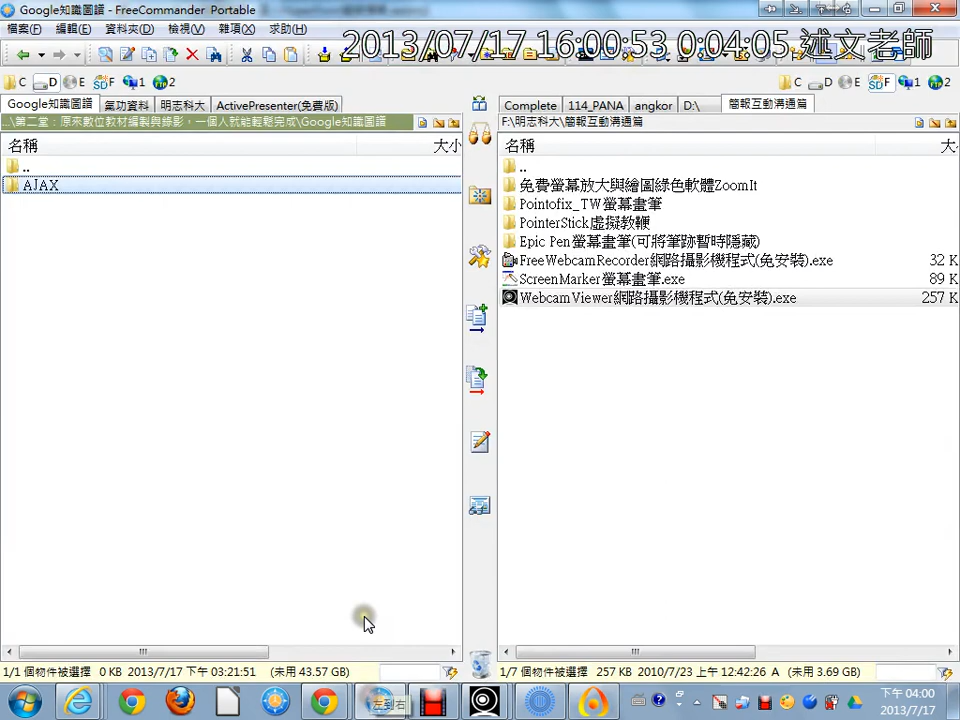 Google知識圖譜 - FreeCommander Portable
檔案(F) 編輯(E) 資料夾(D) 檢視(V) 雜項(X) 求助(H)
2013/07/17 16:00:53 0:04:05 述文老師
C D E F 1 2
C D E F 1 2
Google知識圖譜 氣功資料 明志科大 ActivePresenter(免費版)
Complete 114_PANA angkor D:\ 簡報互動溝通篇
...\第二堂：原來數位教材編製與錄影，一個人就能輕鬆完成\Google知識圖譜
F:\明志科大\簡報互動溝通篇
名稱 大小
名稱 大
..
AJAX
..
免費螢幕放大與繪圖綠色軟體ZoomIt
Pointofix_TW螢幕畫筆
PointerStick虛擬教鞭
Epic Pen螢幕畫筆(可將筆跡暫時隱藏)
FreeWebcamRecorder網路攝影機程式(免安裝).exe 32 K
ScreenMarker螢幕畫筆.exe 89 K
WebcamViewer網路攝影機程式(免安裝).exe 257 K
1/1 個物件被選擇 0 KB 2013/7/17 下午 03:21:51 (未用 43.57 GB)
1/7 個物件被選擇 257 KB 2010/7/23 上午 12:42:26 A (未用 3.69 GB)
左到右
下午 04:00
2013/7/17